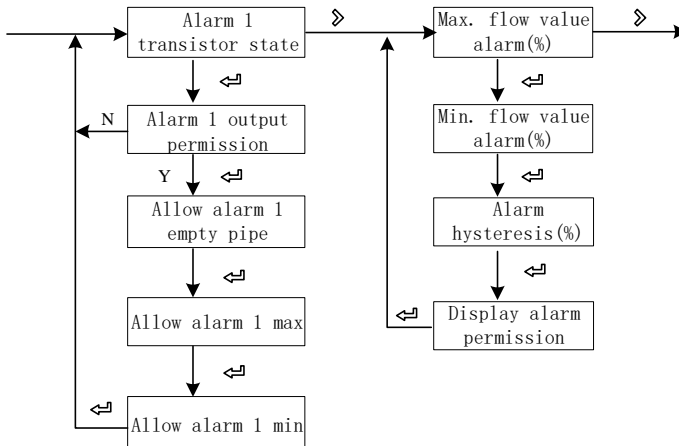 Alarm 1
transistor state
N
Alarm 1 output
permission
Y
Allow alarm 1
empty pipe
Allow alarm 1 max
Allow alarm 1 min
Max. flow value
alarm(%)
Min. flow value
alarm(%)
Alarm
hysteresis(%)
Display alarm
permission